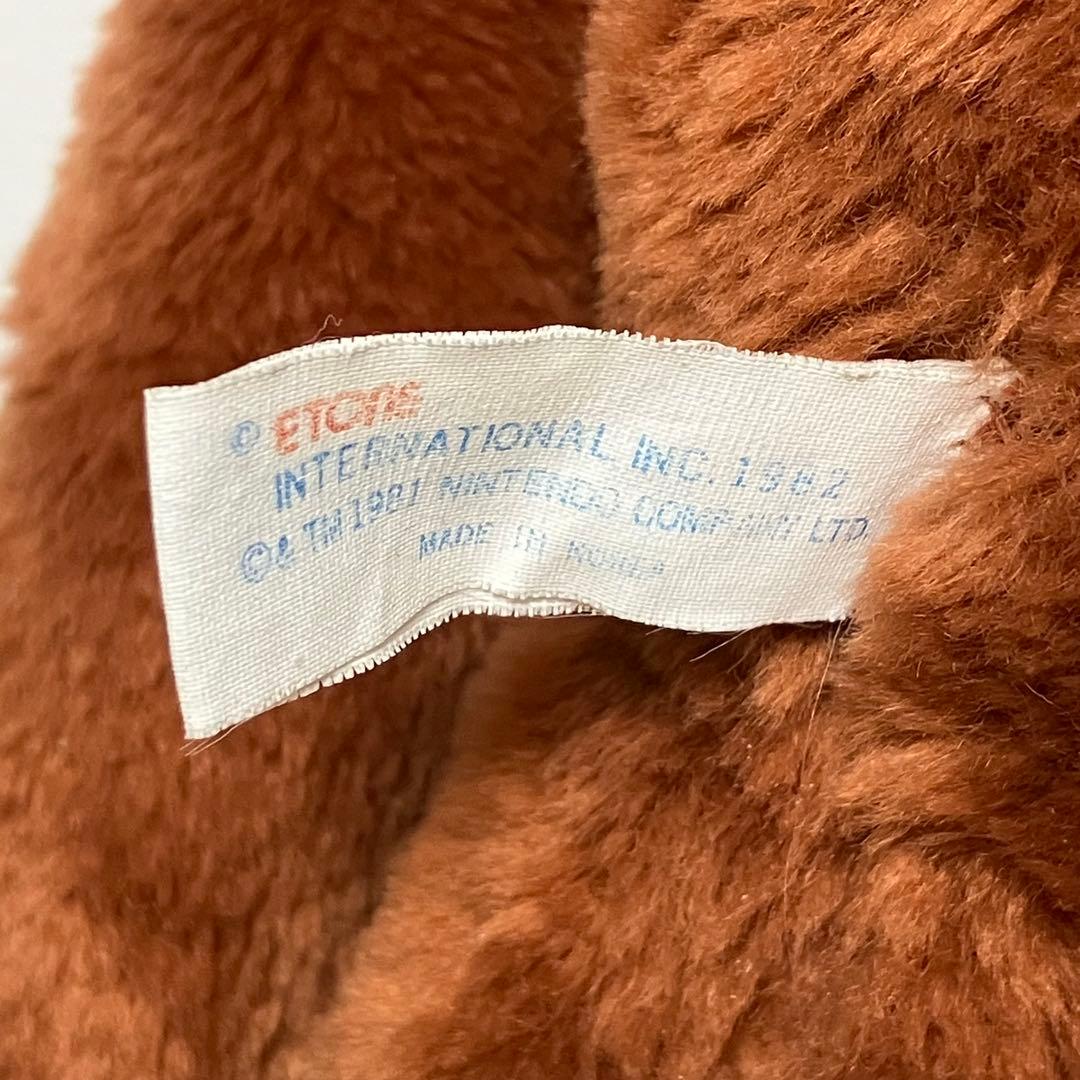 © ETONE
INTERNATIONAL INC. 1982
©& TM 1981 NINTENDO COMPANY LTD.
MADE IN KOREA